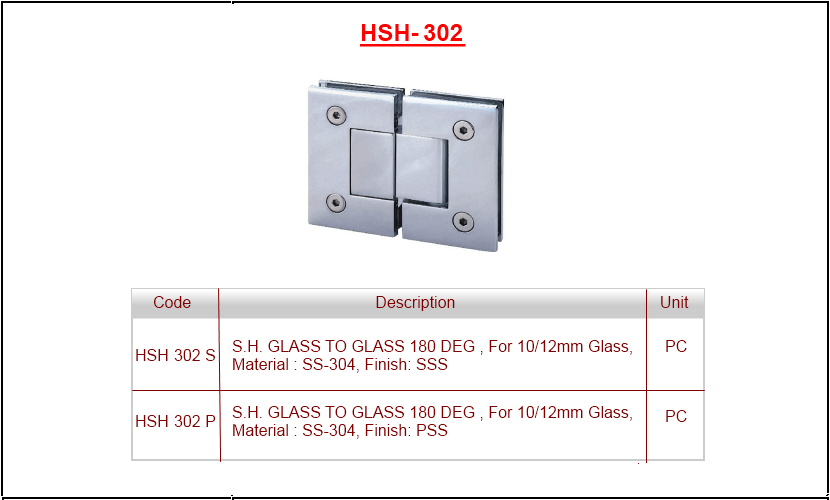 HSH- 302
Code Description Unit
HSH 302 S
S.H. GLASS TO GLASS 180 DEG , For 10/12mm Glass,
Material : SS-304, Finish: SSS
PC
HSH 302 P
S.H. GLASS TO GLASS 180 DEG , For 10/12mm Glass,
Material : SS-304, Finish: PSS
PC